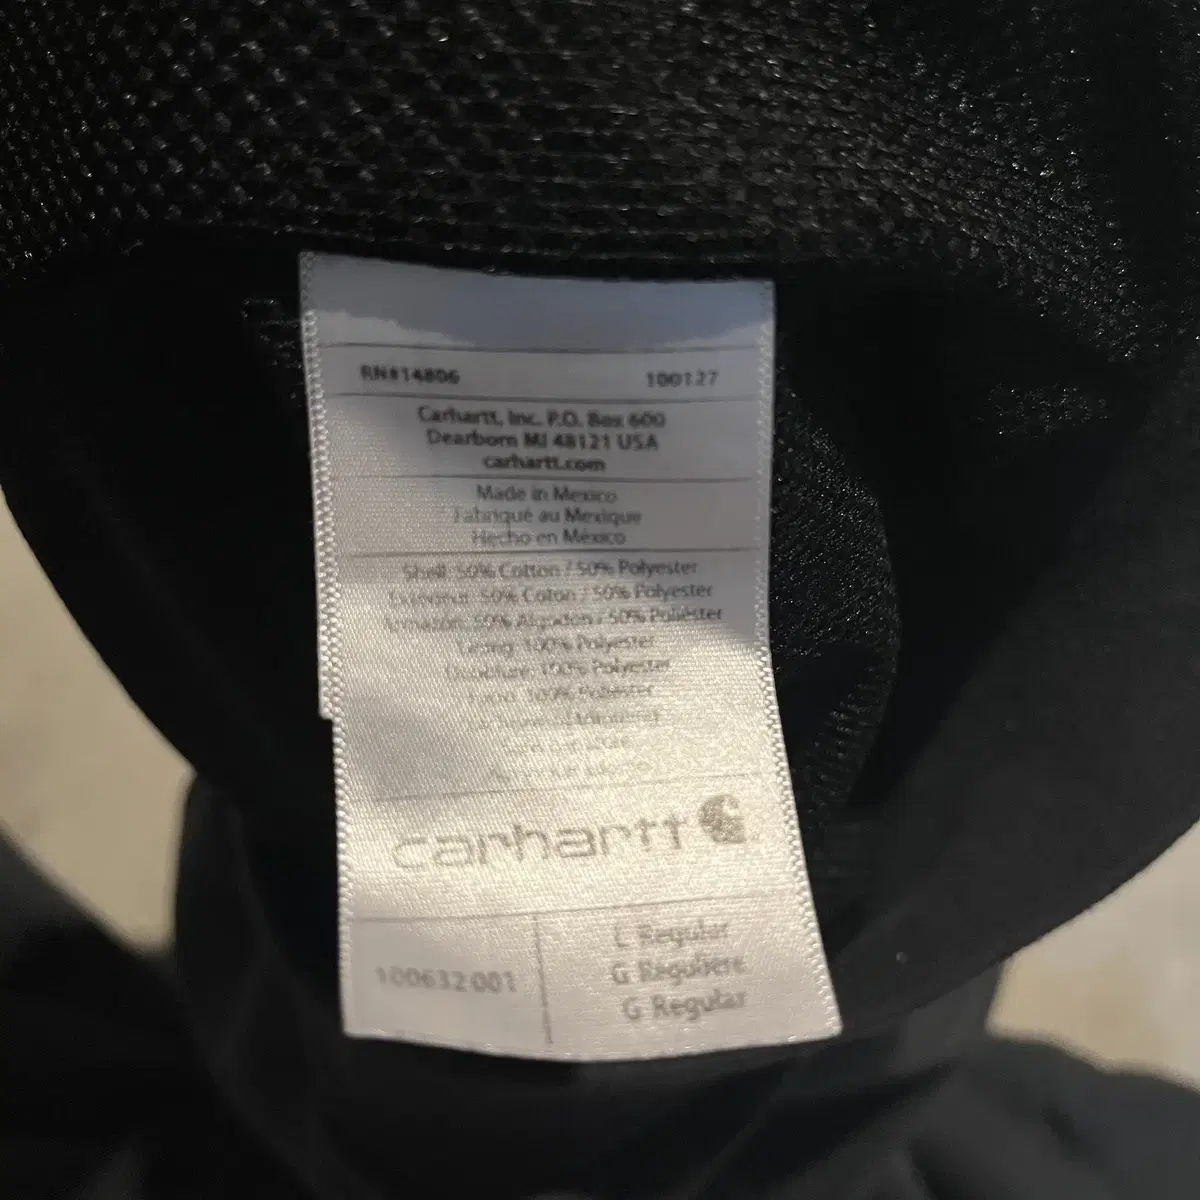 RN#14806 100127
Carhartt, Inc. P.O. Box 600
Dearborn MI 48121 USA
carhartt.com
Made in Mexico
Fabriqué au Mexique
Hecho en México
Shell: 50% Cotton / 50% Polyester
50% Coton / 50% Polyester
Armazón: 50% Algodón / 50% Poliéster
Lining: 100% Polyester
Doublure: 100% Polyester
Forro: 100% Poliéster
carhartt
100632 001
L Regular
G Régulière
G Regular